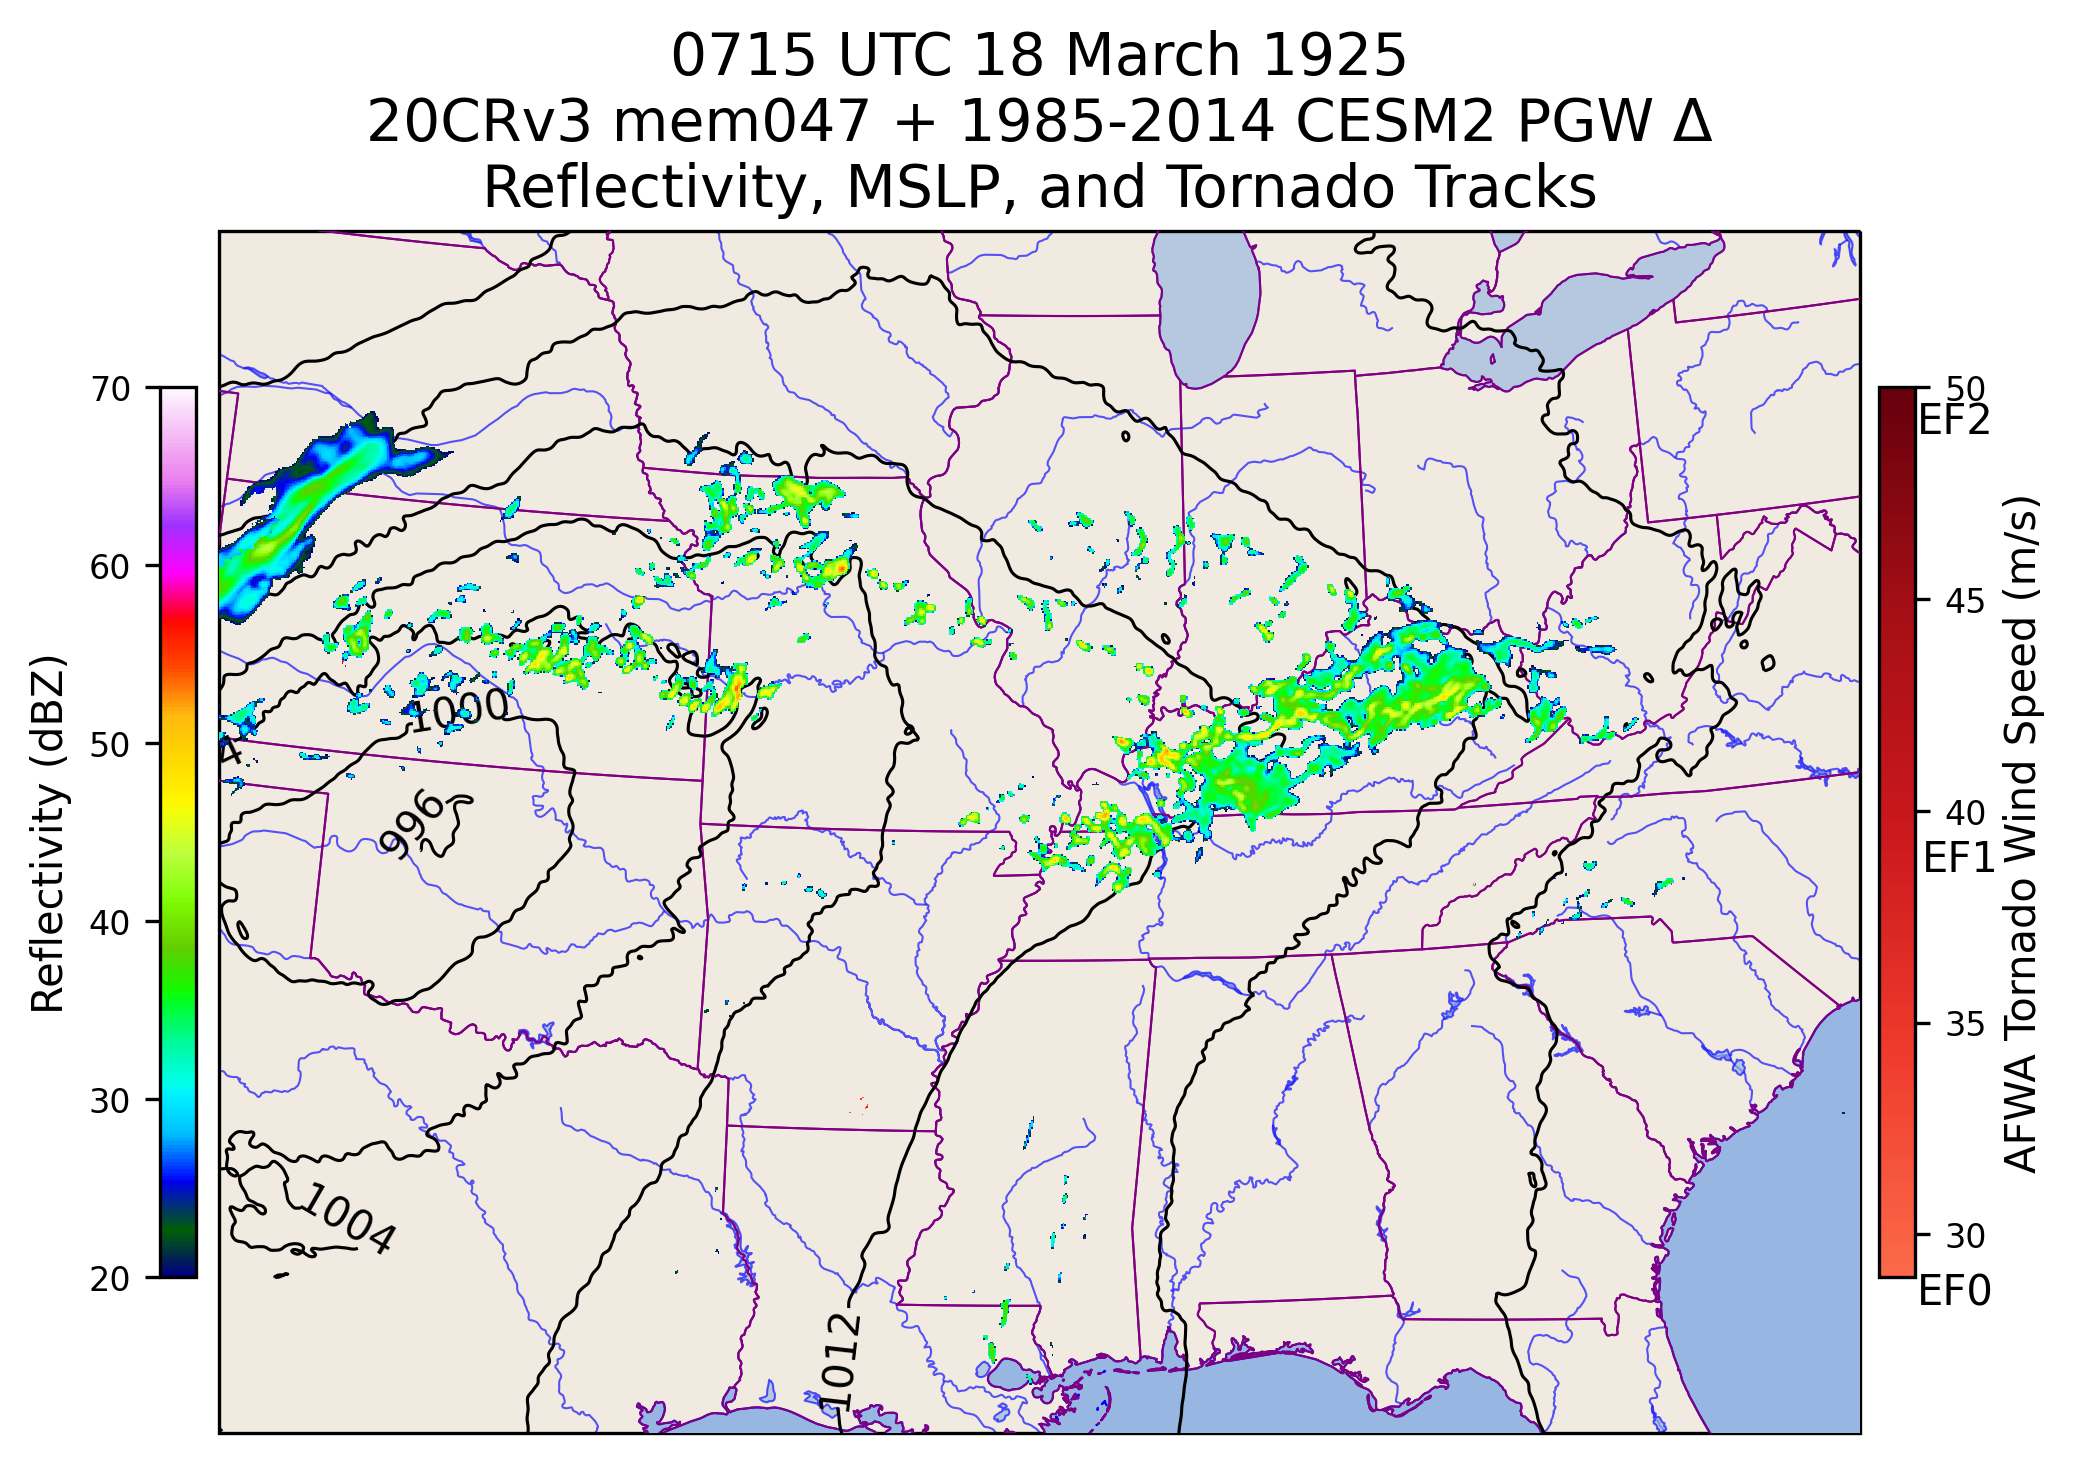 0715 UTC 18 March 1925
20CRv3 mem047 + 1985-2014 CESM2 PGW Δ
Reflectivity, MSLP, and Tornado Tracks
Reflectivity (dBZ)
70
60
50
40
30
20
1000
4
996
1004
1012
50
EF2
45
40
EF1
35
30
EF0
AFWA Tornado Wind Speed (m/s)